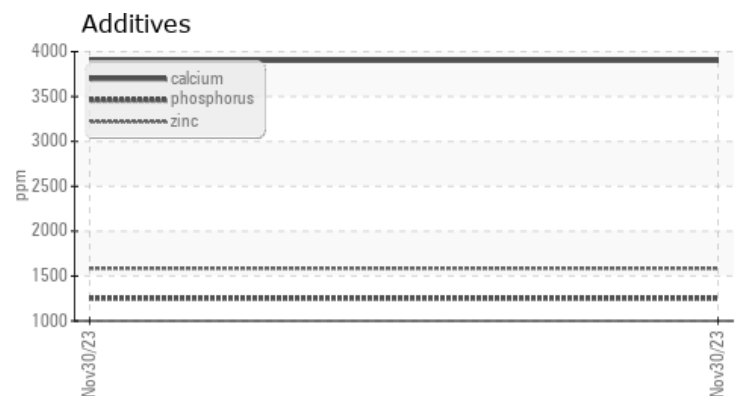 Additives
4000
3500
3000
2500
2000
1500
1000
ppm
calcium
phosphorus
zinc
Nov30/23
Nov30/23